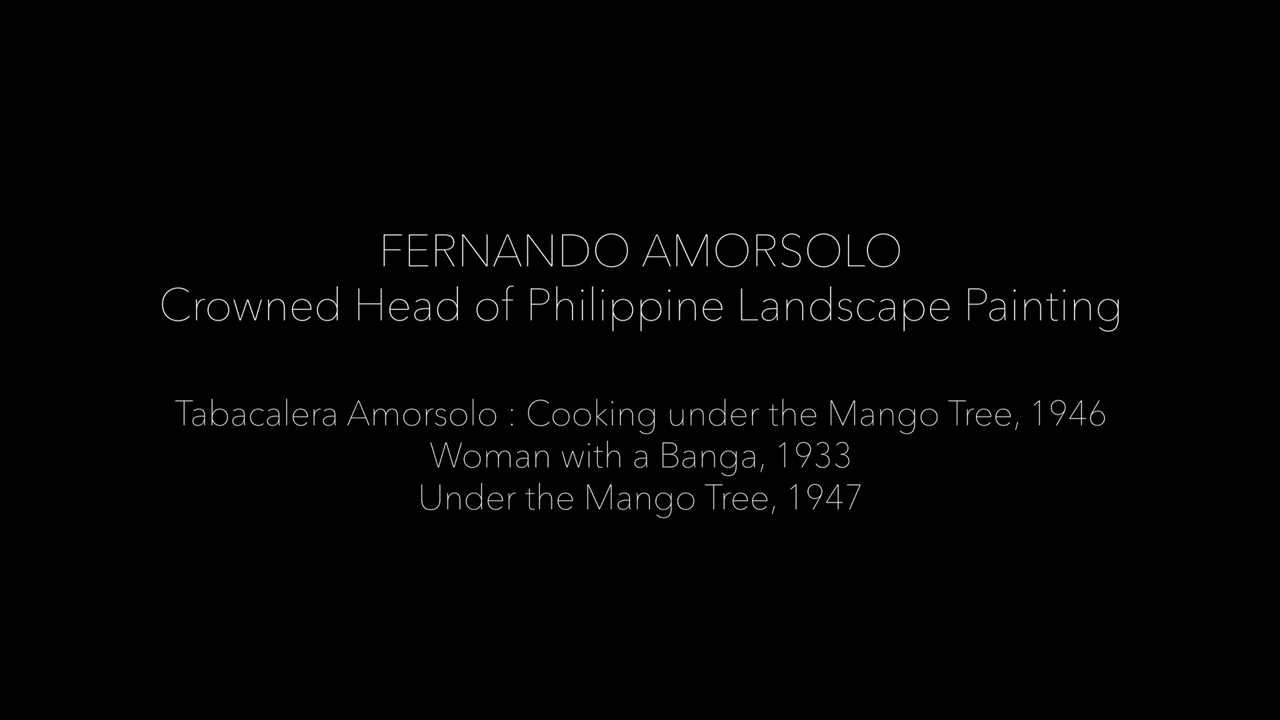 FERNANDO AMORSOLO
Crowned Head of Philippine Landscape Painting
Tabacalera Amorsolo : Cooking under the Mango Tree, 1946
Woman with a Banga, 1933
Under the Mango Tree, 1947